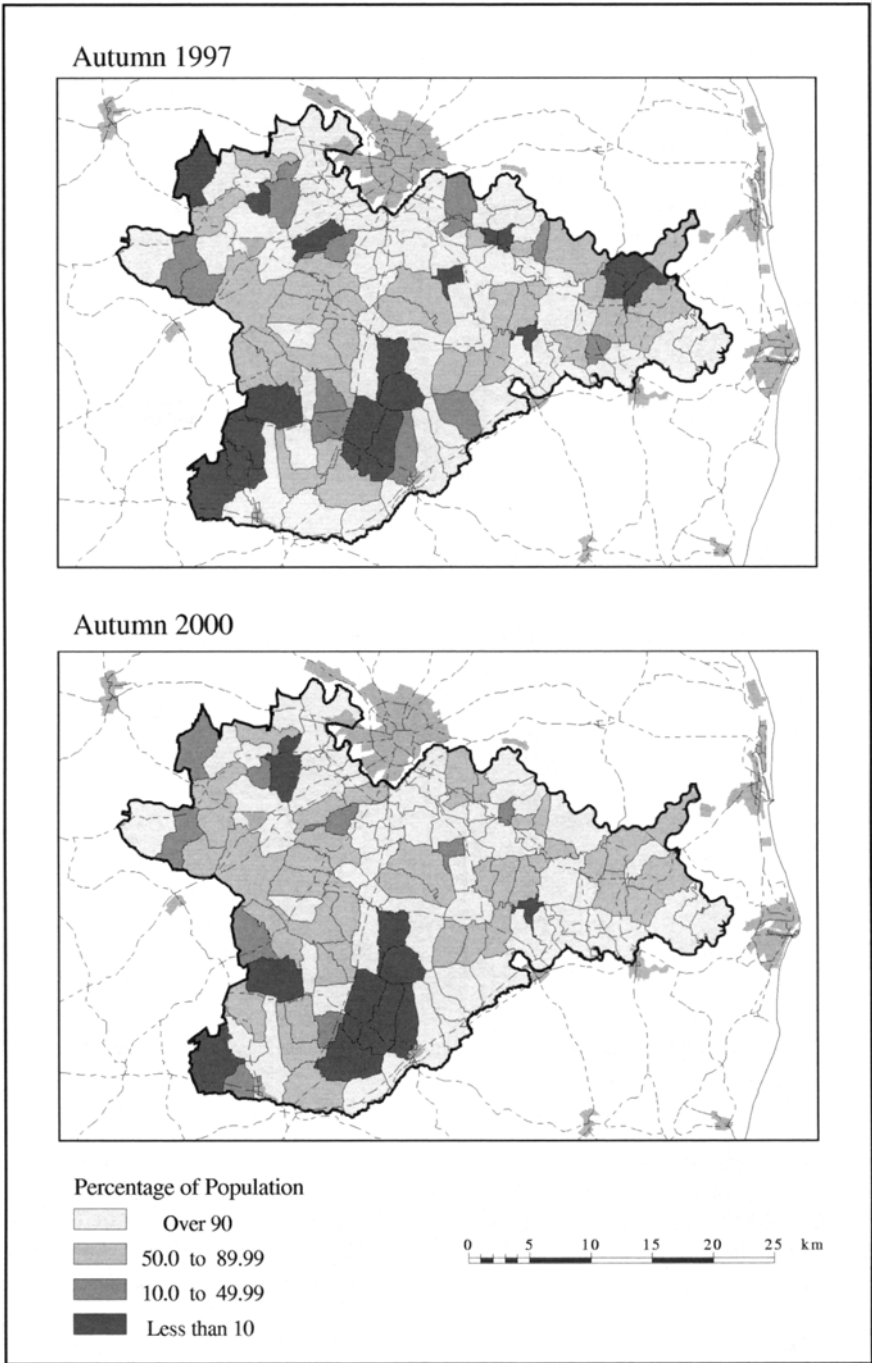 Autumn 1997
Autumn 2000
Percentage of Population
Over 90
50.0 to 89.99
10.0 to 49.99
Less than 10
0 5 10 15 20 25 km